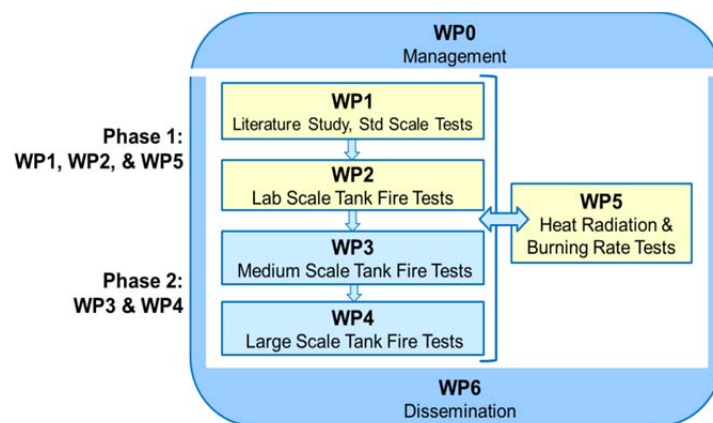 WP0
Management
WP1
Literature Study, Std Scale Tests
Phase 1:
WP1, WP2, & WP5
WP2
Lab Scale Tank Fire Tests
WP5
Heat Radiation &
Burning Rate Tests
WP3
Medium Scale Tank Fire Tests
Phase 2:
WP3 & WP4
WP4
Large Scale Tank Fire Tests
WP6
Dissemination